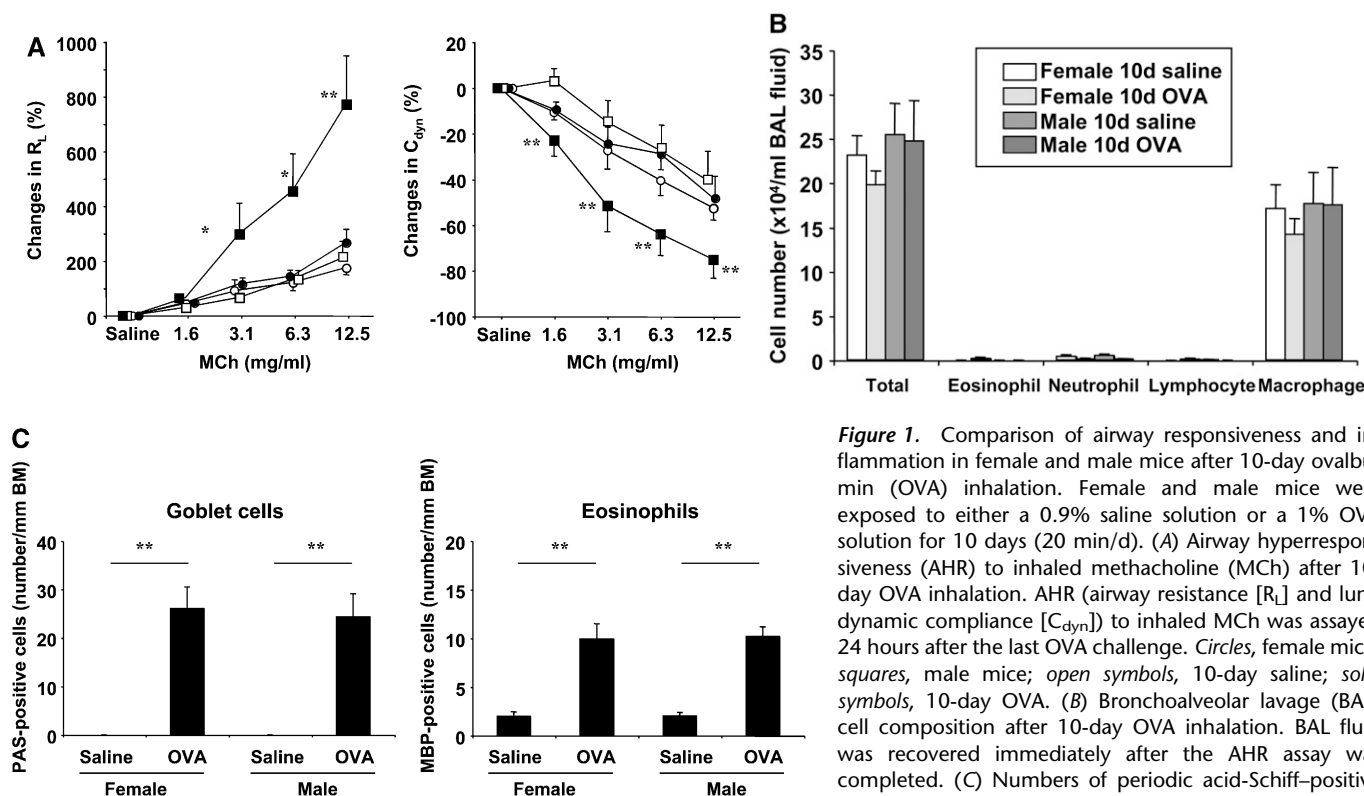 A
1000
800
600
400
200
0
Changes in R_L (%)
*
*
**
Saline 1.6 3.1 6.3 12.5
MCh (mg/ml)
20
0
-20
-40
-60
-80
-100
Changes in C_dyn (%)
**
**
**
**
Saline 1.6 3.1 6.3 12.5
MCh (mg/ml)
B
35
30
25
20
15
10
5
0
Cell number (x10⁴/ml BAL fluid)
Female 10d saline
Female 10d OVA
Male 10d saline
Male 10d OVA
Total Eosinophil Neutrophil Lymphocyte Macrophage
C
PAS-positive cells (number/mm BM)
Goblet cells
40
30
20
10
0
** **
Saline OVA Saline OVA
Female Male
MBP-positive cells (number/mm BM)
Eosinophils
20
15
10
5
0
** **
Saline OVA Saline OVA
Female Male
Figure 1. Comparison of airway responsiveness and in
flammation in female and male mice after 10-day ovalbu
min (OVA) inhalation. Female and male mice we
exposed to either a 0.9% saline solution or a 1% OV
solution for 10 days (20 min/d). (A) Airway hyperrespon
siveness (AHR) to inhaled methacholine (MCh) after 10
day OVA inhalation. AHR (airway resistance [R_L] and lun
dynamic compliance [C_dyn]) to inhaled MCh was assaye
24 hours after the last OVA challenge. Circles, female mic
squares, male mice; open symbols, 10-day saline; sol
symbols, 10-day OVA. (B) Bronchoalveolar lavage (BA
cell composition after 10-day OVA inhalation. BAL flu
was recovered immediately after the AHR assay wa
completed. (C) Numbers of periodic acid-Schiff–positiv